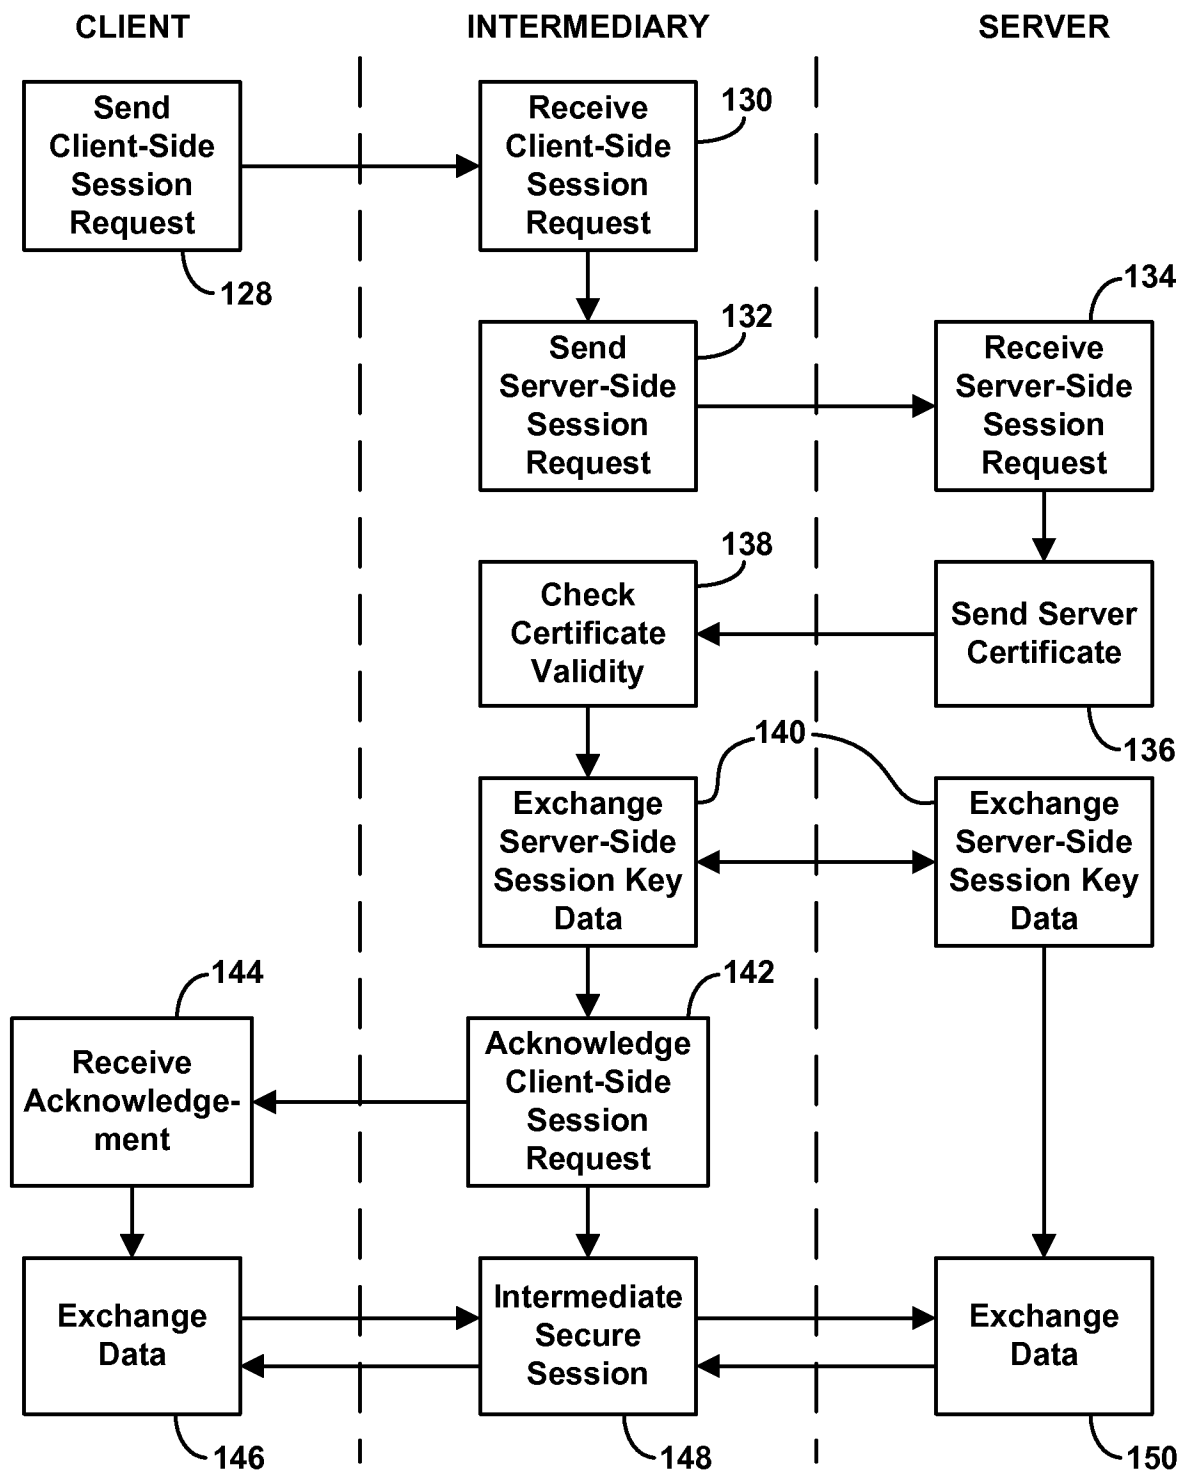 CLIENT
INTERMEDIARY
SERVER
Send
Client-Side
Session
Request
128
Receive
Client-Side
Session
Request
130
Send
Server-Side
Session
Request
132
Receive
Server-Side
Session
Request
134
Check
Certificate
Validity
138
Send Server
Certificate
136
140
Exchange
Server-Side
Session Key
Data
Exchange
Server-Side
Session Key
Data
144
Receive
Acknowledge-
ment
142
Acknowledge
Client-Side
Session
Request
Exchange
Data
146
Intermediate
Secure
Session
148
Exchange
Data
150